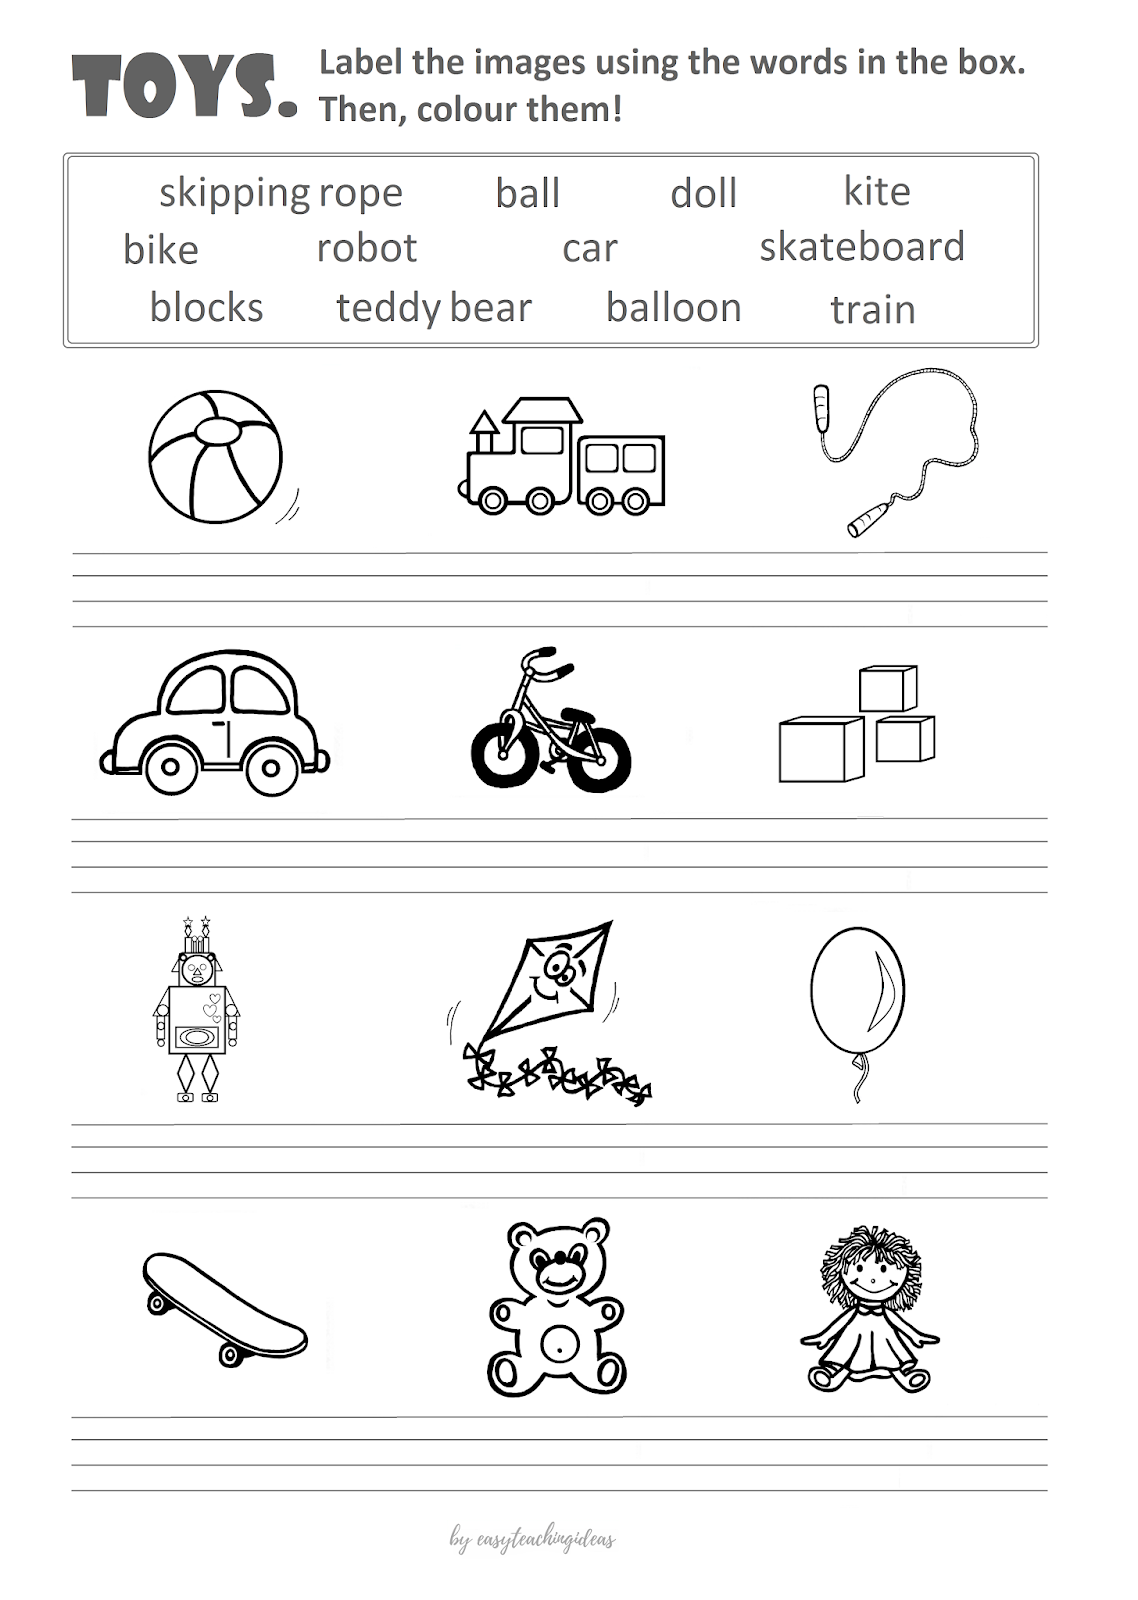 TOYS. Label the images using the words in the box.
Then, colour them!
skipping rope ball doll kite
bike robot car skateboard
blocks teddy bear balloon train
by easyteachingideas